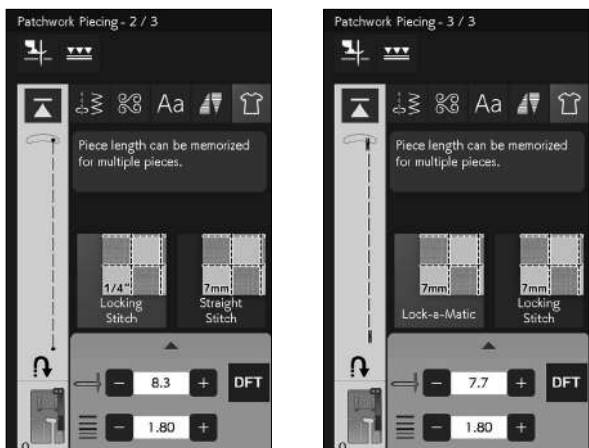 Patchwork Piecing - 2 / 3
Aa
Piece length can be memorized
for multiple pieces.
1/4"
Locking
Stitch
7mm
Straight
Stitch
8.3
DFT
1.80
Patchwork Piecing - 3 / 3
Aa
Piece length can be memorized
for multiple pieces.
7mm
Lock-a-Matic
7mm
Locking
Stitch
7.7
DFT
1.80